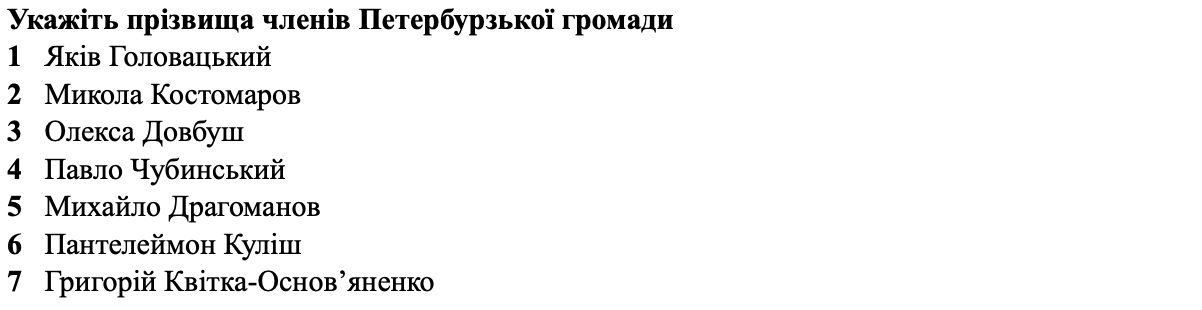 Укажіть прізвища членів Петербурзької громади
1 Яків Головацький
2 Микола Костомаров
3 Олекса Довбуш
4 Павло Чубинський
5 Михайло Драгоманов
6 Пантелеймон Куліш
7 Григорій Квітка-Основ’яненко